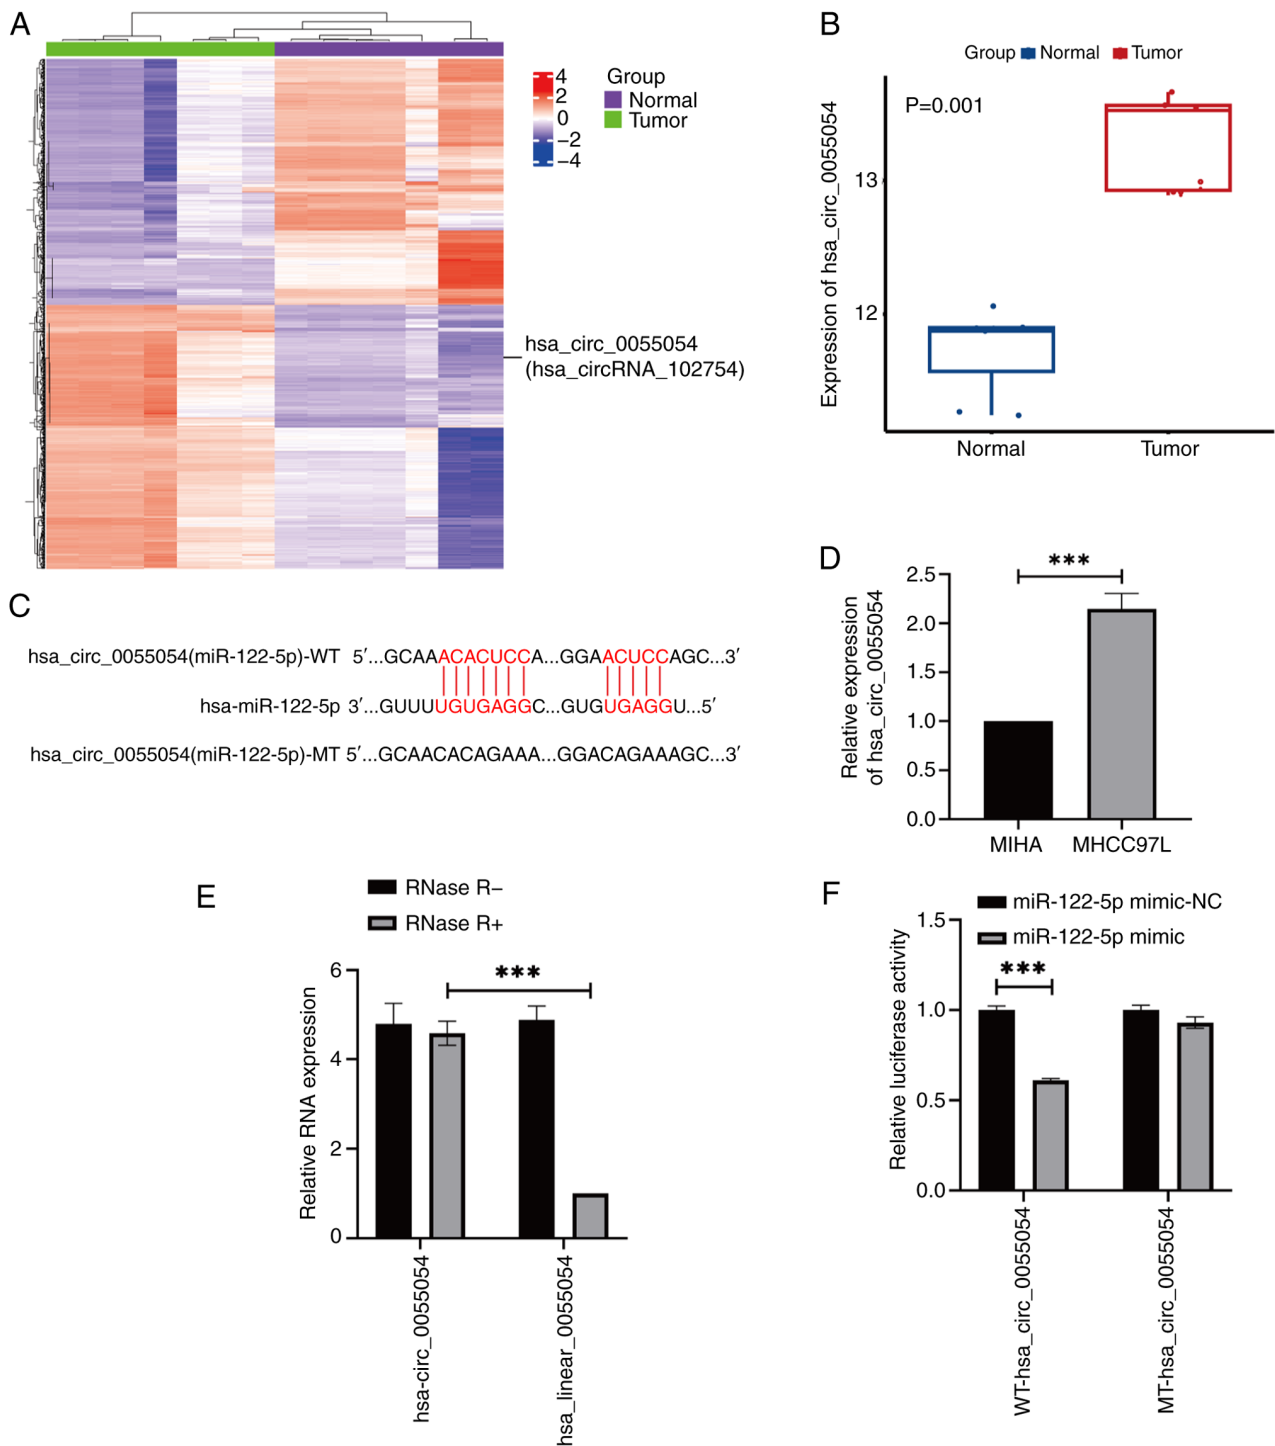 A
4
2
0
−2
−4
Group
Normal
Tumor
hsa_circ_0055054
(hsa_circRNA_102754)
B
Group Normal Tumor
P=0.001
Expression of hsa_circ_0055054
13
12
Normal Tumor
C
hsa_circ_0055054(miR-122-5p)-WT 5′...GCAAACACUCCA...GGAACUCCAGC...3′
hsa-miR-122-5p 3′...GUUUUGUGAGGC...GUGUGAGGU...5′
hsa_circ_0055054(miR-122-5p)-MT 5′...GCAACACAGAAA...GGACAGAAAGC...3′
D
***
Relative expression
of hsa_circ_0055054
2.5
2.0
1.5
1.0
0.5
0.0
MIHA MHCC97L
E
RNase R−
RNase R+
***
Relative RNA expression
6
4
2
0
hsa-circ_0055054
hsa_linear_0055054
F
miR-122-5p mimic-NC
miR-122-5p mimic
***
Relative luciferase activity
1.5
1.0
0.5
0.0
WT-hsa_circ_0055054
MT-hsa_circ_0055054